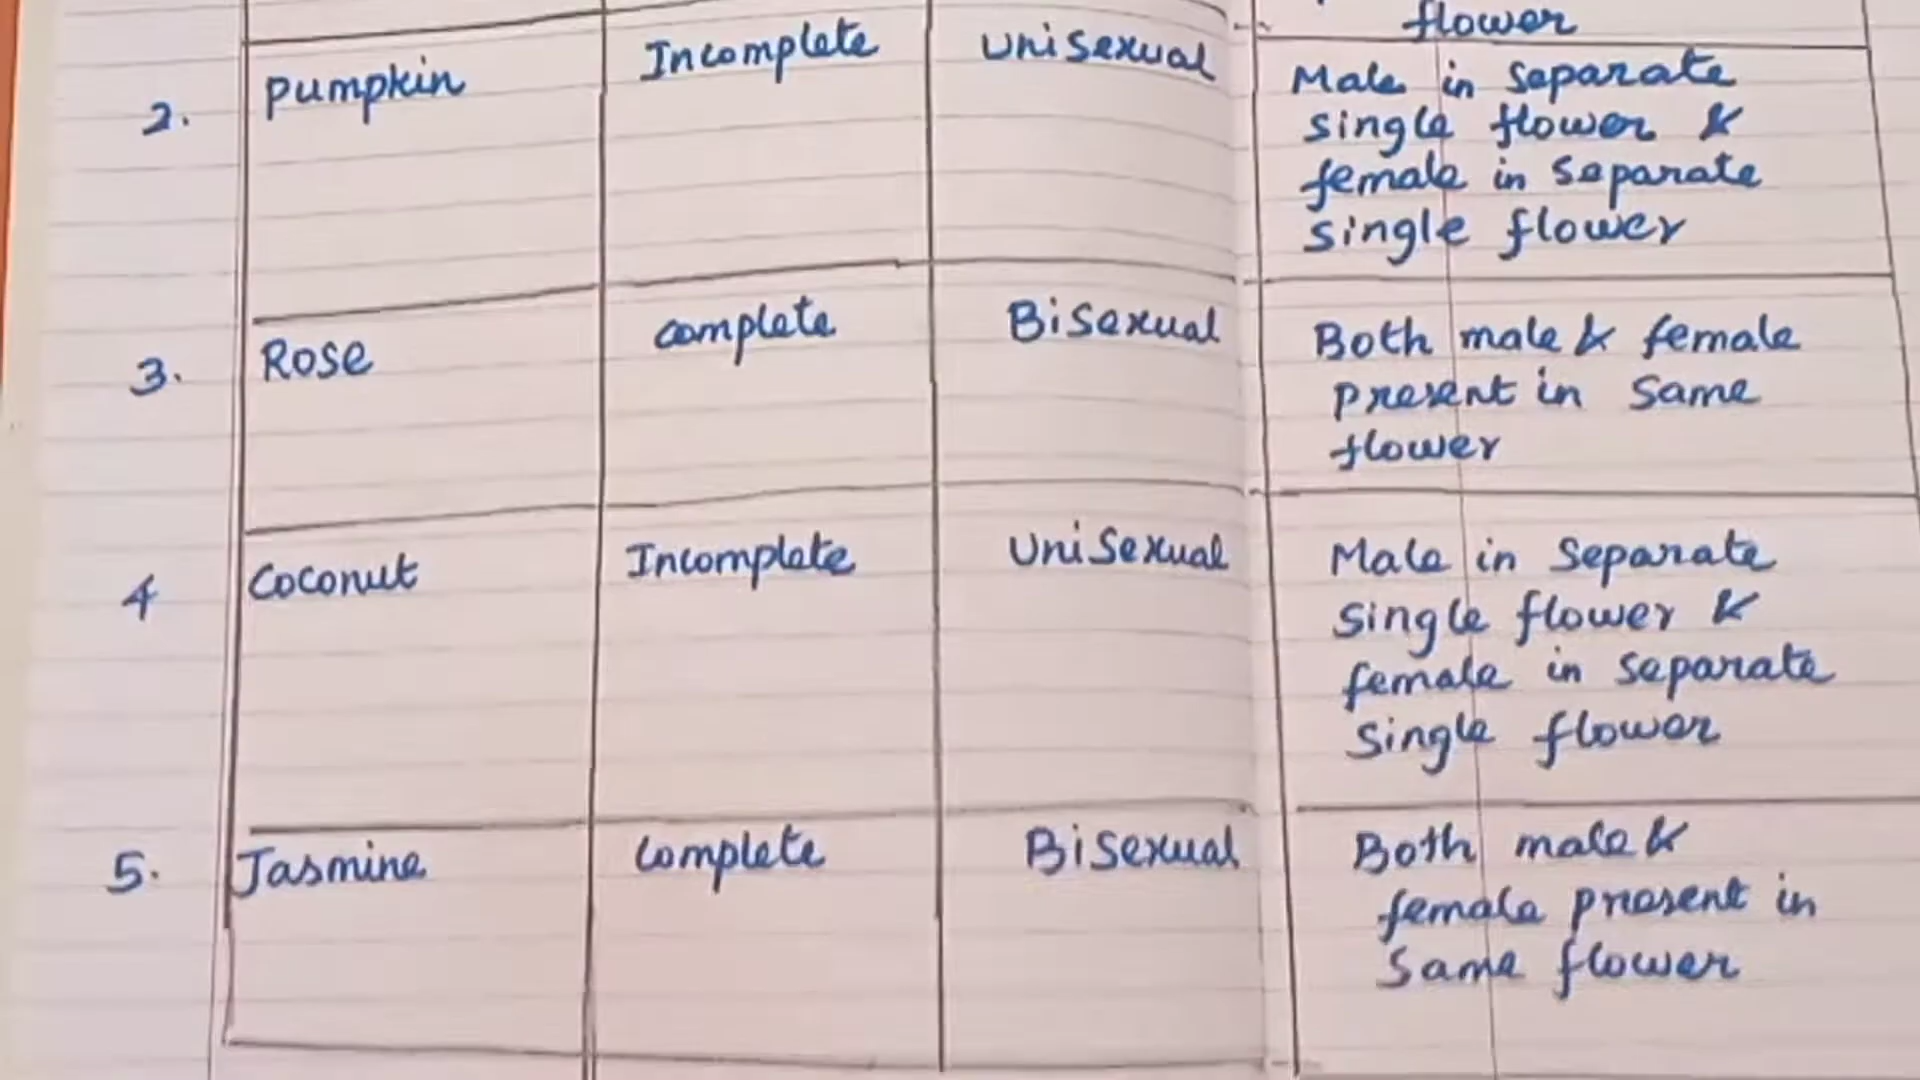 flower
2. Pumpkin Incomplete Unisexual Male in separate
single flower &
female in separate
single flower
3. Rose complete Bisexual Both male & female
present in same
flower
4 Coconut Incomplete Unisexual Male in separate
single flower &
female in separate
single flower
5. Jasmine complete Bisexual Both male &
female present in
same flower